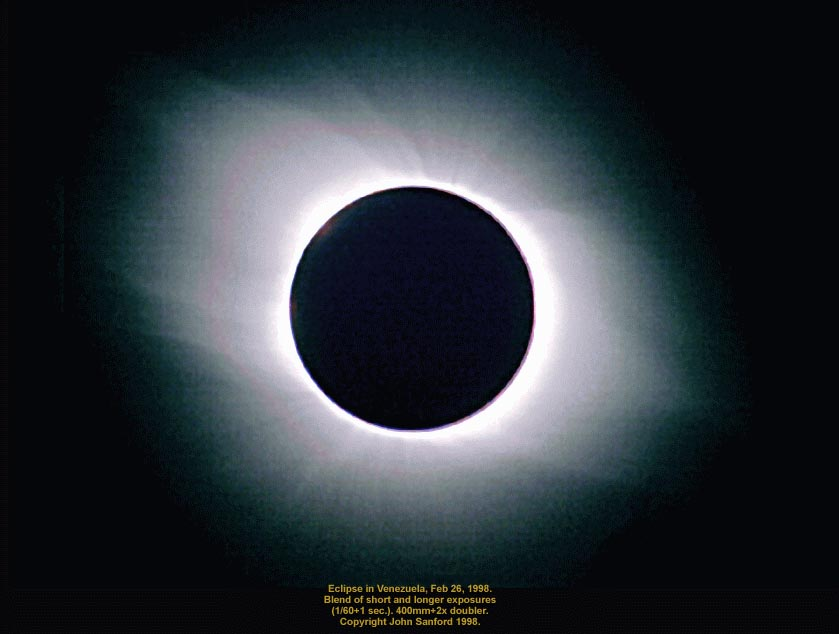 Eclipse in Venezuela, Feb 26, 1998.
Blend of short and longer exposures
(1/60+1 sec.). 400mm+2x doubler.
Copyright John Sanford 1998.